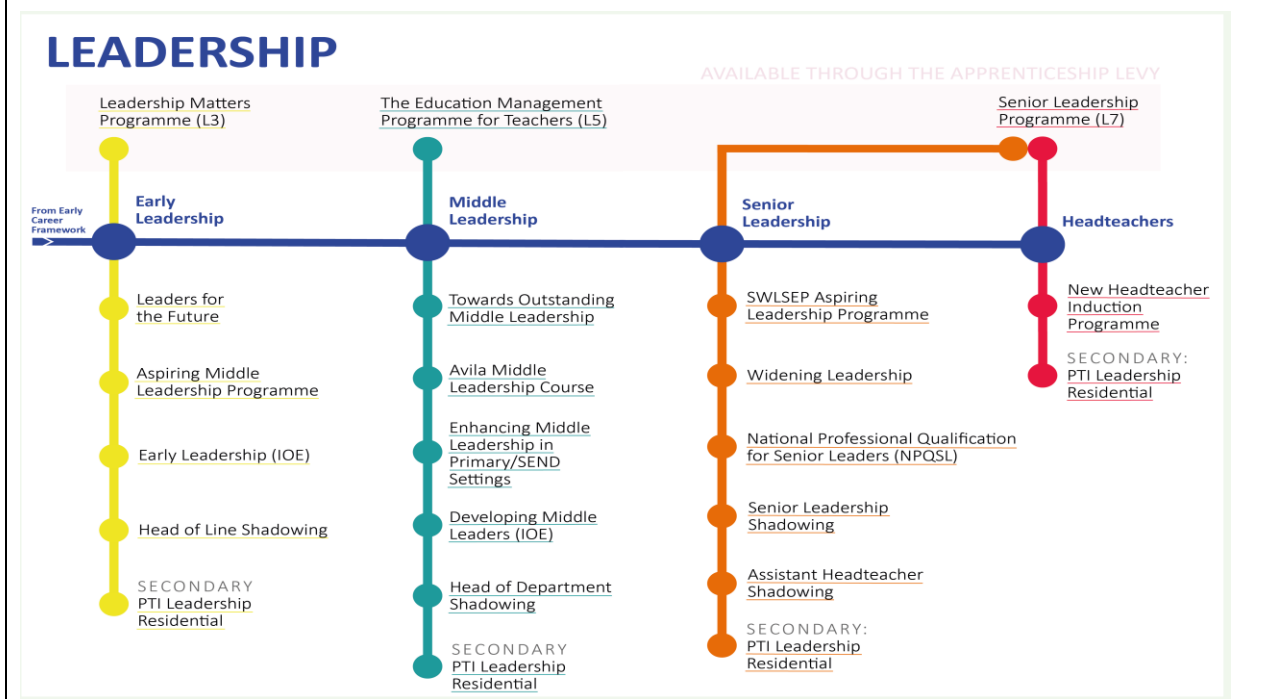 LEADERSHIP
AVAILABLE THROUGH THE APPRENTICESHIP LEVY
Leadership Matters
Programme (L3)
The Education Management
Programme for Teachers (L5)
Senior Leadership
Programme (L7)
From Early
Career
Framework
Early
Leadership
Middle
Leadership
Senior
Leadership
Headteachers
Leaders for
the Future
Aspiring Middle
Leadership Programme
Early Leadership (IOE)
Head of Line Shadowing
SECONDARY
PTI Leadership
Residential
Towards Outstanding
Middle Leadership
Avila Middle
Leadership Course
Enhancing Middle
Leadership in
Primary/SEND
Settings
Developing Middle
Leaders (IOE)
Head of Department
Shadowing
SECONDARY
PTI Leadership
Residential
SWLSEP Aspiring
Leadership Programme
Widening Leadership
National Professional Qualification
for Senior Leaders (NPQSL)
Senior Leadership
Shadowing
Assistant Headteacher
Shadowing
SECONDARY:
PTI Leadership
Residential
New Headteacher
Induction
Programme
SECONDARY:
PTI Leadership
Residential